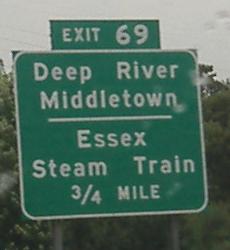 EXIT 69
Deep River
Middletown
Essex
Steam Train
3/4 MILE